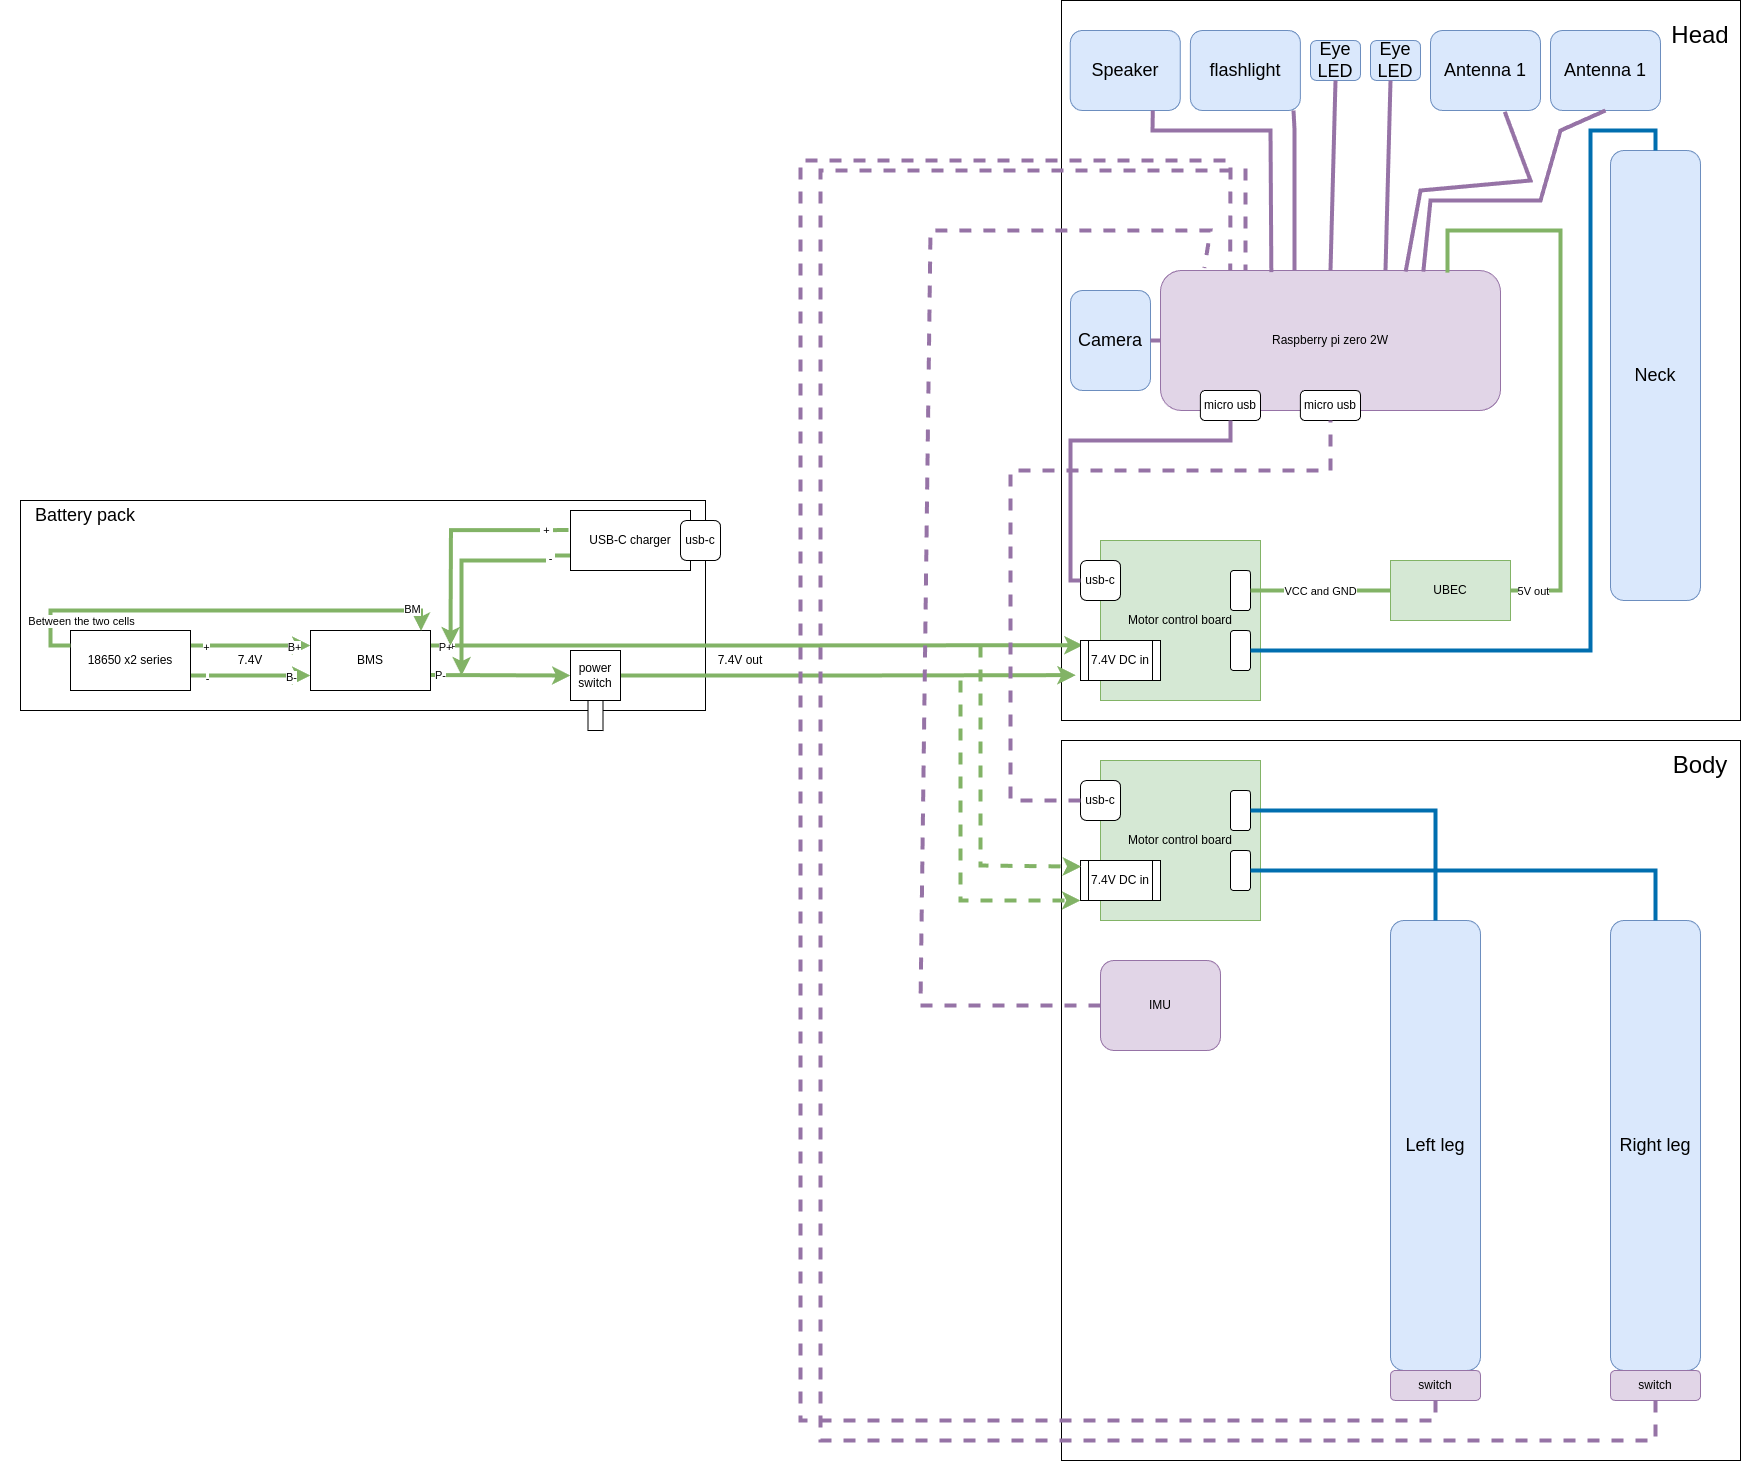 Head
Speaker
flashlight
Eye
LED
Eye
LED
Antenna 1
Antenna 1
Camera
Raspberry pi zero 2W
micro usb
micro usb
Neck
Battery pack
+
-
USB-C charger
usb-c
BM
Between the two cells
18650 x2 series
+
-
7.4V
B+
B-
BMS
P+
P-
power
switch
7.4V out
usb-c
Motor control board
7.4V DC in
VCC and GND
UBEC
5V out
Body
usb-c
Motor control board
7.4V DC in
IMU
Left leg
Right leg
switch
switch